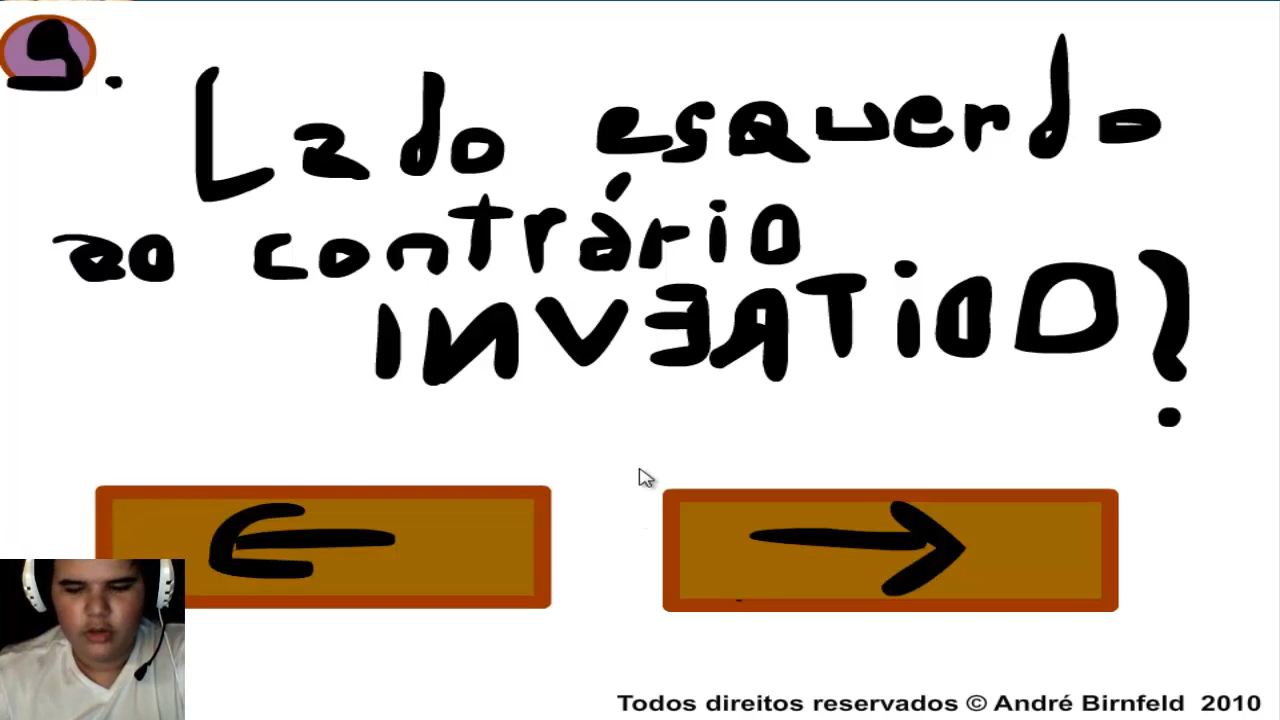 9.
Lado esquerdo
ao contrário
INVERTiDO?
Todos direitos reservados © André Birnfeld 2010